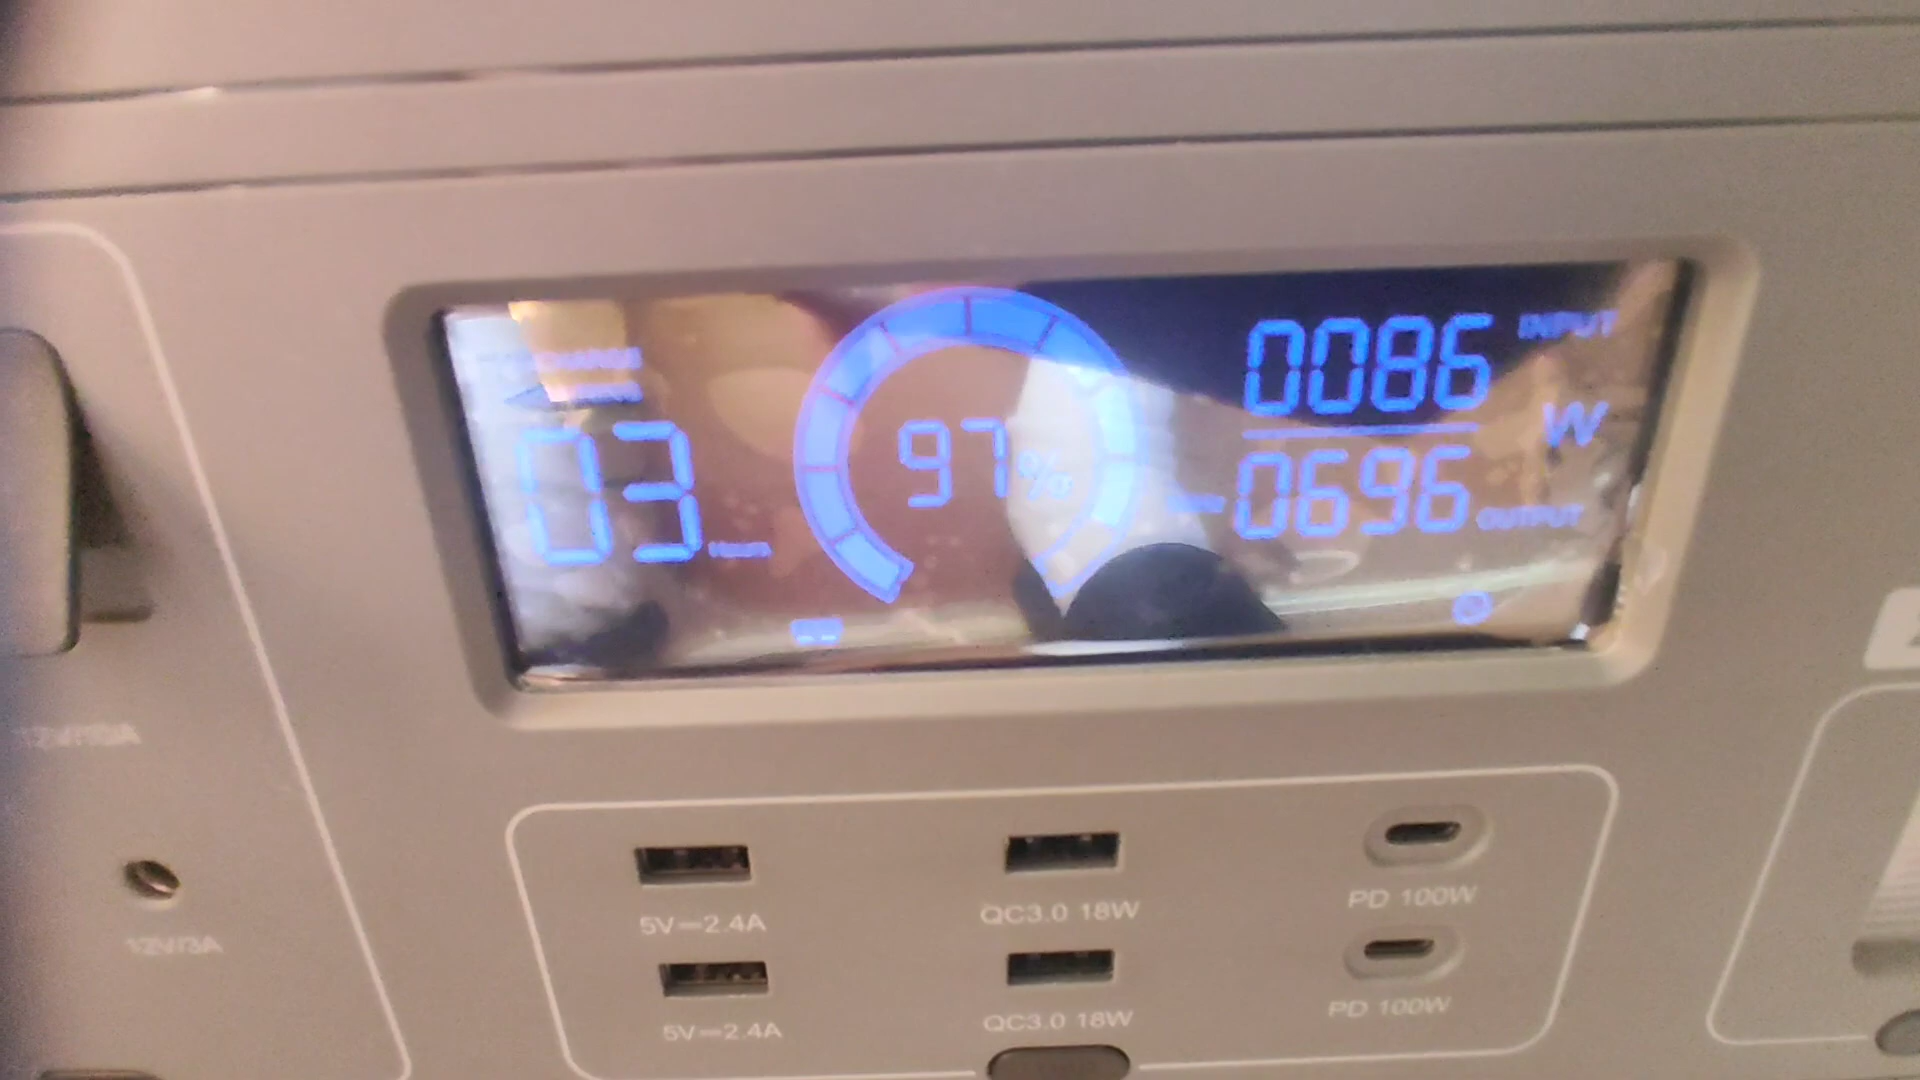 0086 INPUT
W
97%
-0696 OUTPUT
03 Hours
5V⎓2.4A
QC3.0 18W
PD 100W
12V/3A
5V⎓2.4A
QC3.0 18W
PD 100W